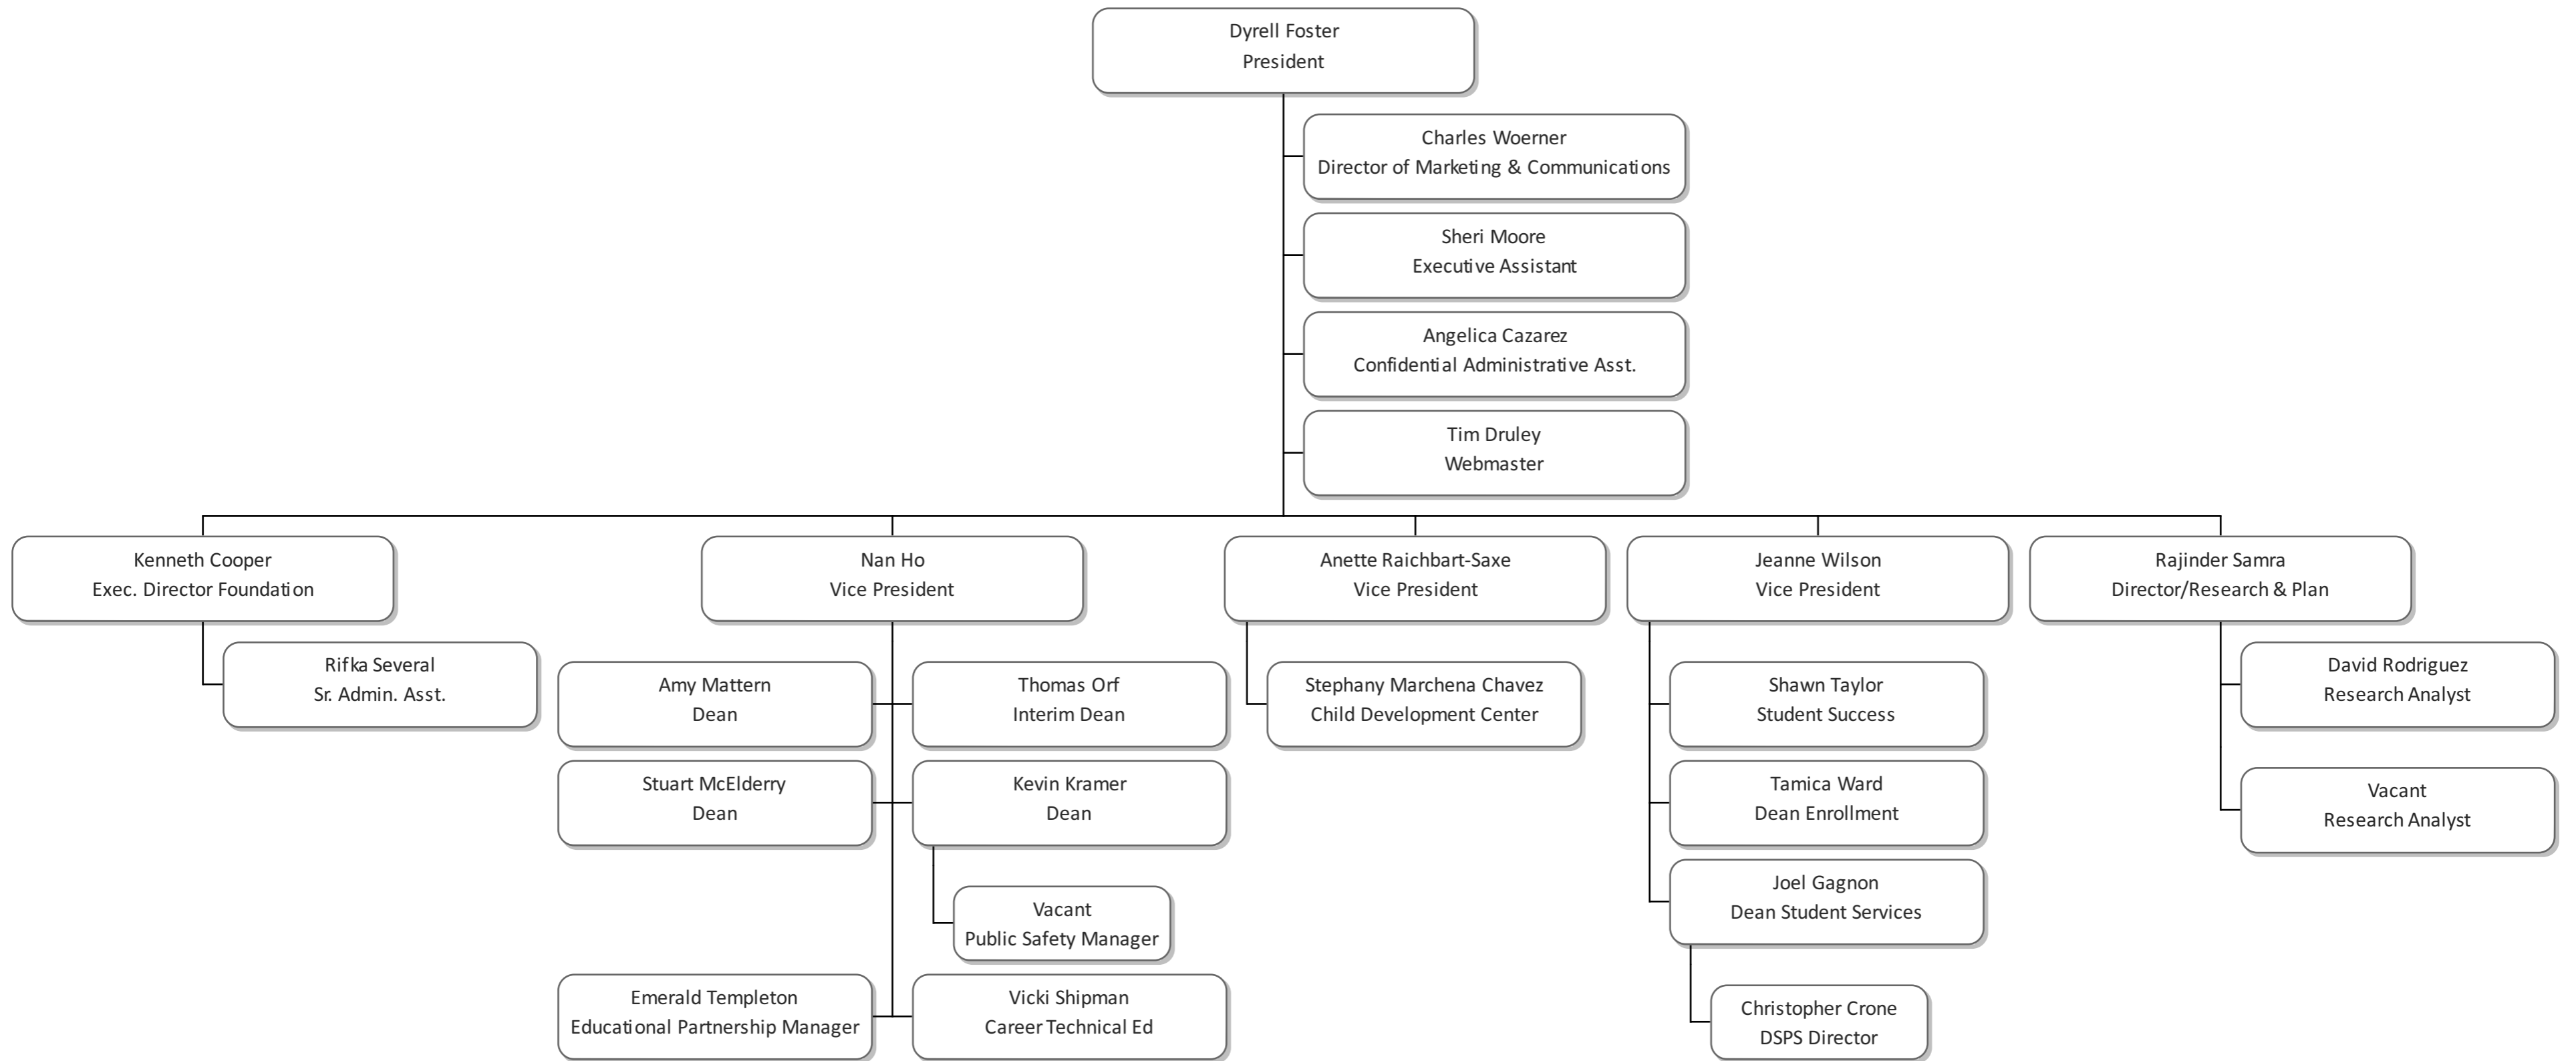 Dyrell Foster
President
Charles Woerner
Director of Marketing & Communications
Sheri Moore
Executive Assistant
Angelica Cazarez
Confidential Administrative Asst.
Tim Druley
Webmaster
Kenneth Cooper
Exec. Director Foundation
Nan Ho
Vice President
Anette Raichbart-Saxe
Vice President
Jeanne Wilson
Vice President
Rajinder Samra
Director/Research & Plan
Rifka Several
Sr. Admin. Asst.
Amy Mattern
Dean
Thomas Orf
Interim Dean
Stuart McElderry
Dean
Kevin Kramer
Dean
Vacant
Public Safety Manager
Emerald Templeton
Educational Partnership Manager
Vicki Shipman
Career Technical Ed
Stephany Marchena Chavez
Child Development Center
Shawn Taylor
Student Success
Tamica Ward
Dean Enrollment
Joel Gagnon
Dean Student Services
Christopher Crone
DSPS Director
David Rodriguez
Research Analyst
Vacant
Research Analyst